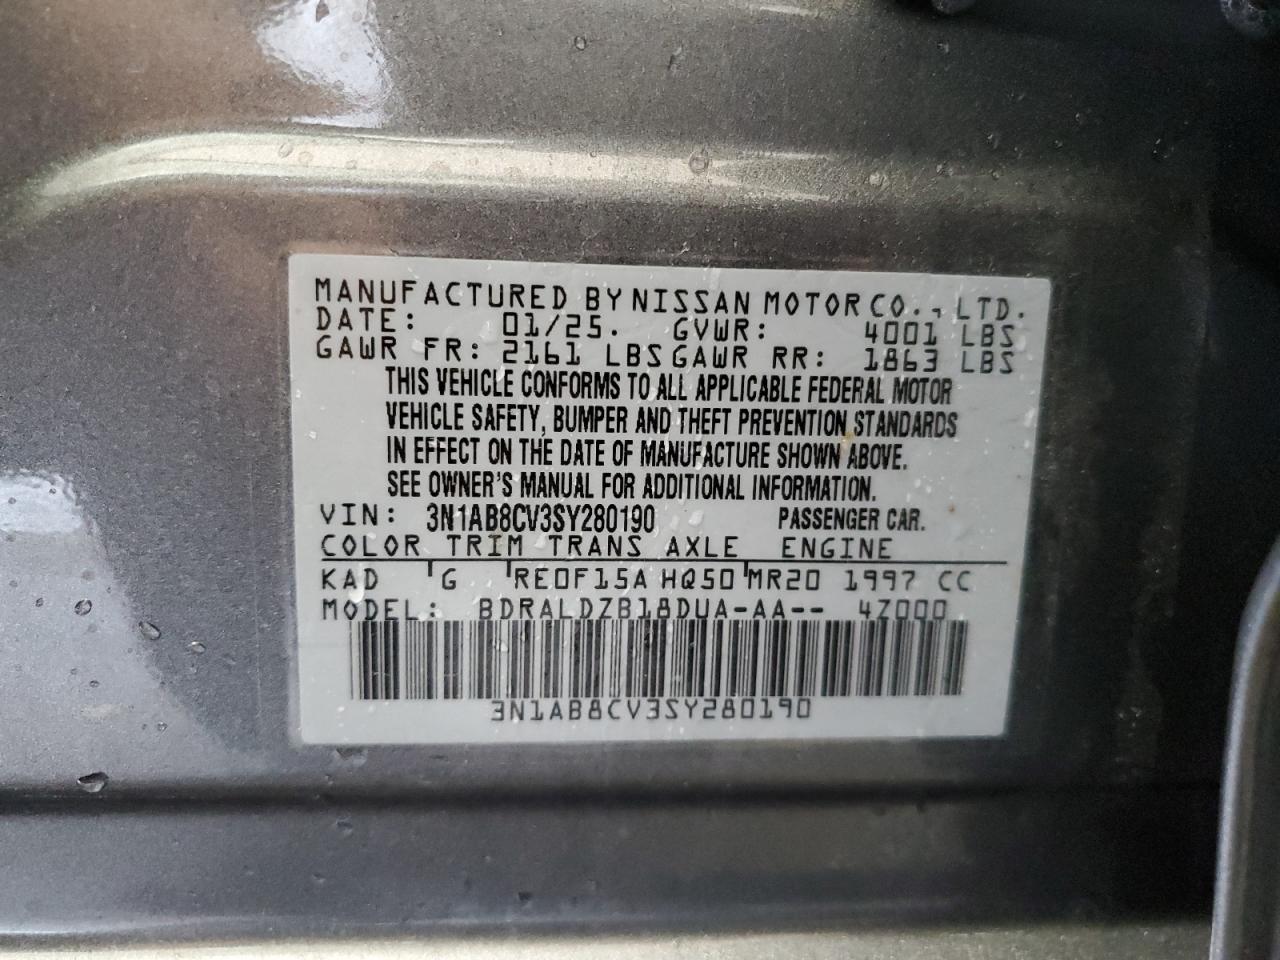 MANUFACTURED BY NISSAN MOTOR CO., LTD.
DATE: 01/25. GVWR: 4001 LBS
GAWR FR: 2161 LBS GAWR RR: 1863 LBS
THIS VEHICLE CONFORMS TO ALL APPLICABLE FEDERAL MOTOR
VEHICLE SAFETY, BUMPER AND THEFT PREVENTION STANDARDS
IN EFFECT ON THE DATE OF MANUFACTURE SHOWN ABOVE.
SEE OWNER'S MANUAL FOR ADDITIONAL INFORMATION.
VIN: 3N1AB8CV3SY280190 PASSENGER CAR.
COLOR TRIM TRANS AXLE ENGINE
KAD G RE0F15A HQ50 MR20 1997 CC
MODEL: BDRALDZB18DUA-AA-- 4Z000
3N1AB8CV3SY280190